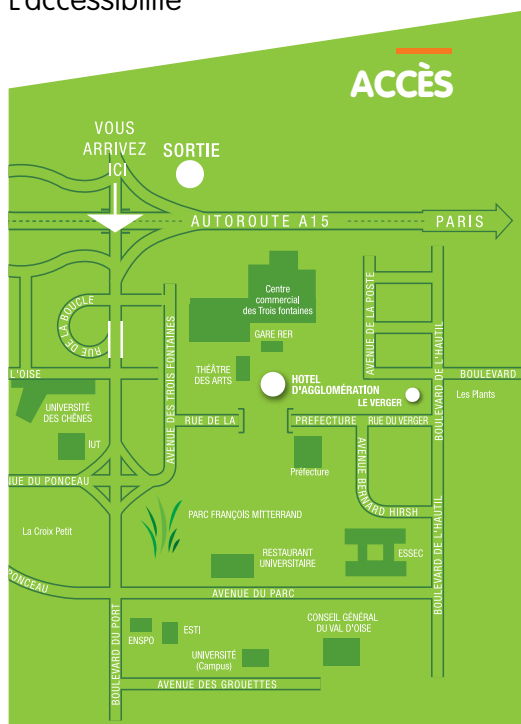 L'accessibilité
ACCÈS
VOUS
ARRIVEZ
ICI
SORTIE
AUTOROUTE A15
PARIS
Centre
commercial
des Trois fontaines
GARE RER
AVENUE DE LA POSTE
BOULEVARD DE L'HAUTIL
RUE DE LA BOUCLE
AVENUE DES TROIS FONTAINES
THÉÂTRE
DES ARTS
HOTEL
D'AGGLOMÉRATION
LE VERGER
L'OISE
BOULEVARD
Les Plants
UNIVERSITÉ
DES CHÊNES
IUT
RUE DE LA
PREFECTURE
RUE DU VERGER
Préfecture
AVENUE BERNARD HIRSH
NUE DU PONCEAU
La Croix Petit
PARC FRANÇOIS MITTERRAND
RESTAURANT
UNIVERSITAIRE
ESSEC
BOULEVARD DE L'HAUTIL
PONCEAU
AVENUE DU PARC
BOULEVARD DU PORT
ENSPO
ESTI
CONSEIL GÉNÉRAL
DU VAL D'OISE
UNIVERSITÉ
(Campus)
AVENUE DES GROUETTES